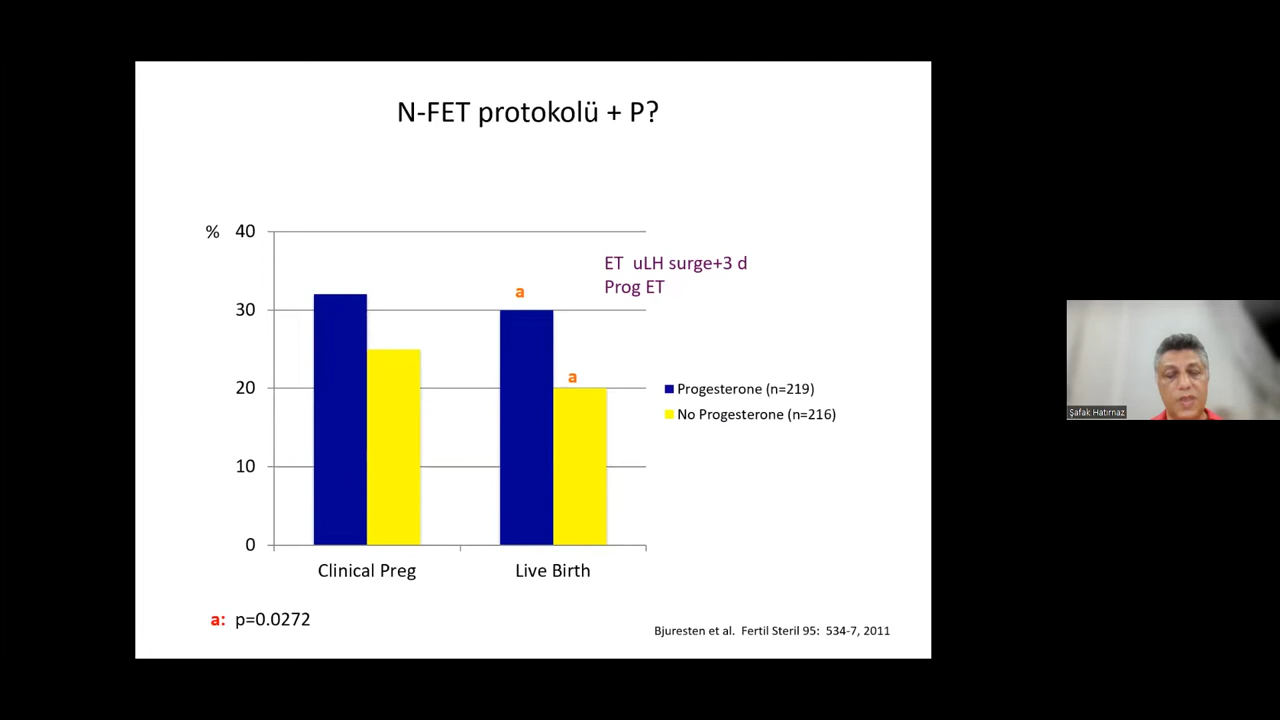 N-FET protokolü + P?
%
40
30
20
10
0
ET uLH surge+3 d
Prog ET
a
a
Progesterone (n=219)
No Progesterone (n=216)
Clinical Preg
Live Birth
a: p=0.0272
Bjuresten et al. Fertil Steril 95: 534-7, 2011
Şafak Hatırnaz